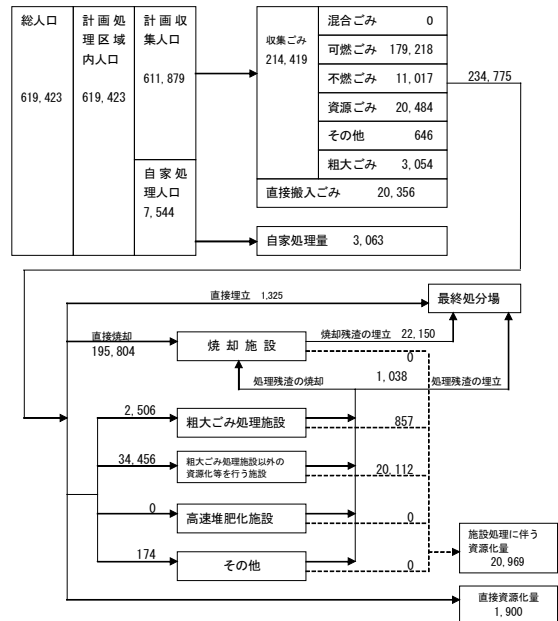 総人口
619,423
計画処
理区域
内人口
619,423
計画収
集人口
611,879
自家処
理人口
7,544
収集ごみ
214,419
混合ごみ 0
可燃ごみ 179,218
不燃ごみ 11,017
資源ごみ 20,484
その他 646
粗大ごみ 3,054
直接搬入ごみ 20,356
234,775
自家処理量 3,063
直接埋立 1,325
最終処分場
直接焼却
195,804
焼却施設
焼却残渣の埋立 22,150
0
処理残渣の焼却
1,038
処理残渣の埋立
2,506
粗大ごみ処理施設
857
34,456
粗大ごみ処理施設以外の
資源化等を行う施設
20,112
0
高速堆肥化施設
0
174
その他
0
施設処理に伴う
資源化量
20,969
直接資源化量
1,900